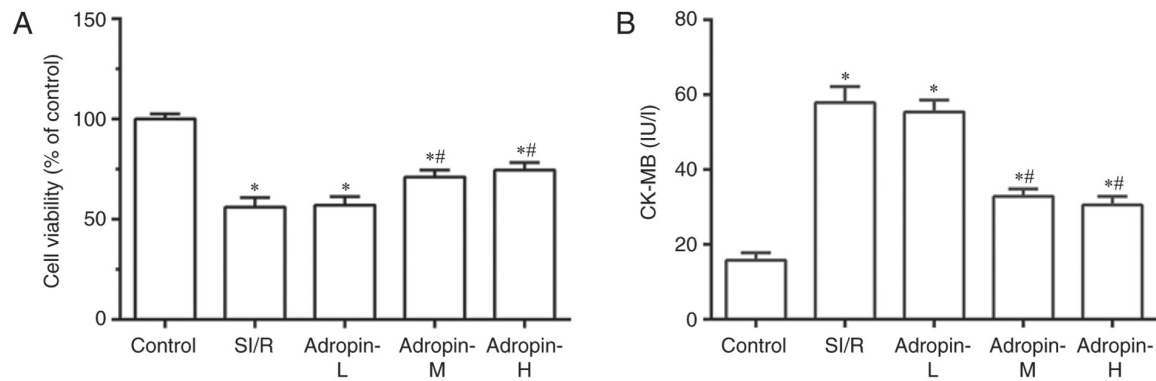 A
Cell viability (% of control)
150
100
50
0
*
*
*#
*#
Control
SI/R
Adropin-
L
Adropin-
M
Adropin-
H
B
CK-MB (IU/l)
80
60
40
20
0
*
*
*#
*#
Control
SI/R
Adropin-
L
Adropin-
M
Adropin-
H